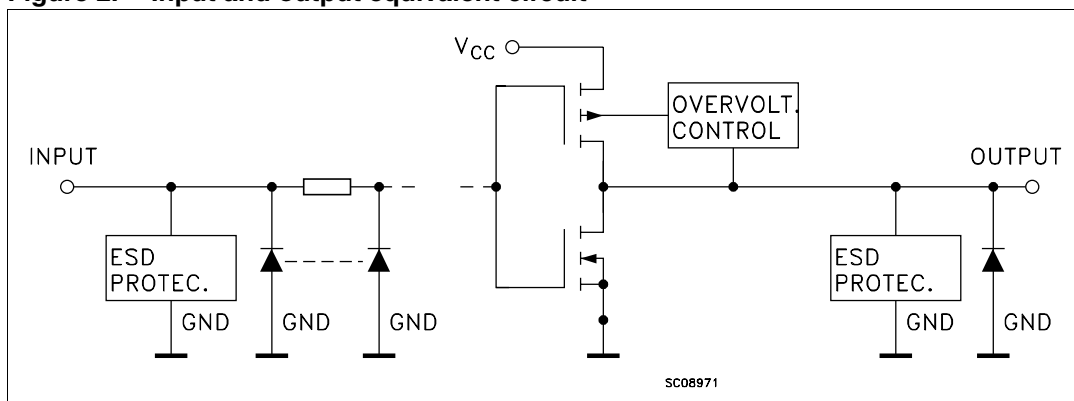 Figure 2. Input and output equivalent circuit
VCC
OVERVOLT.
CONTROL
INPUT
OUTPUT
ESD
PROTEC.
ESD
PROTEC.
GND
GND
GND
GND
GND
SC08971